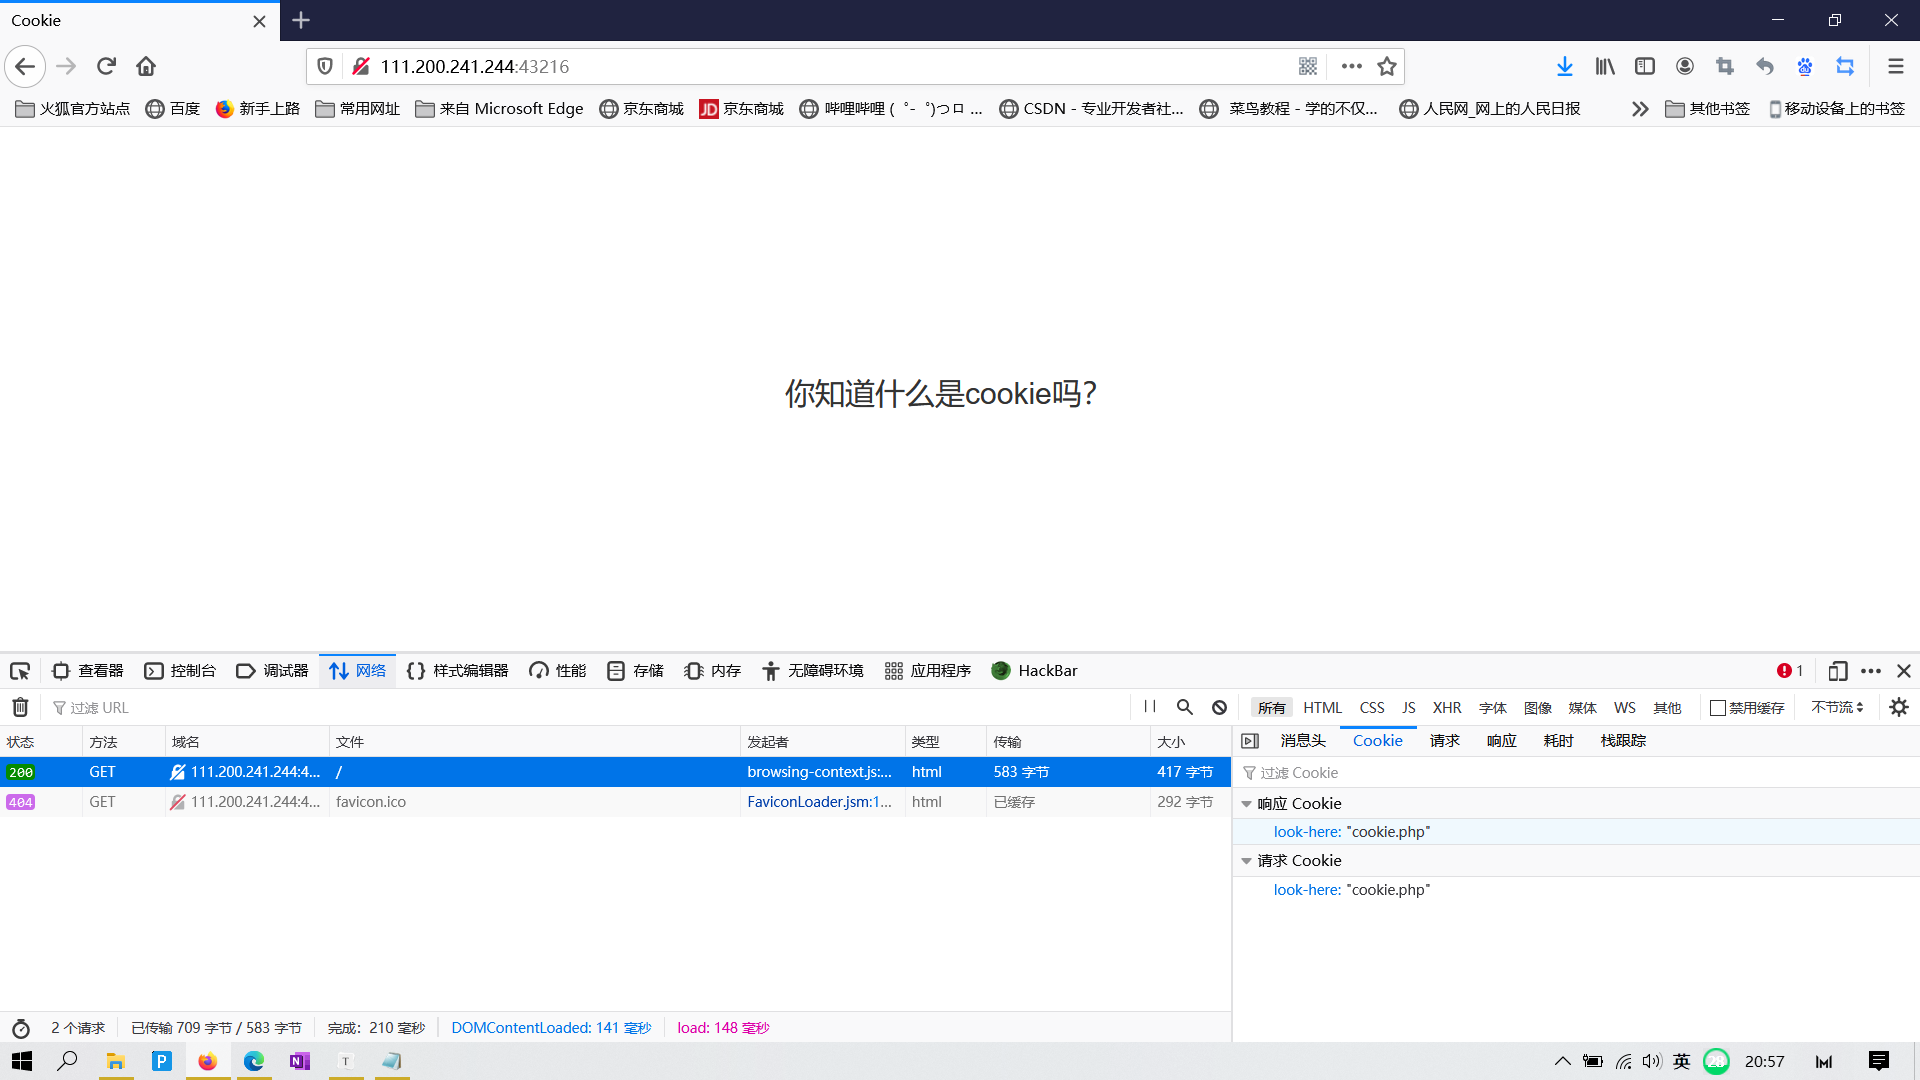 Cookie
111.200.241.244:43216
火狐官方站点 百度 新手上路 常用网址 来自 Microsoft Edge 京东商城 JD 京东商城 哔哩哔哩 ( ゜- ゜)つロ ... CSDN - 专业开发者社... 菜鸟教程 - 学的不仅... 人民网_网上的人民日报 其他书签 移动设备上的书签
你知道什么是cookie吗?
查看器 控制台 调试器 网络 {} 样式编辑器 性能 存储 内存 无障碍环境 应用程序 HackBar 1
过滤 URL 所有 HTML CSS JS XHR 字体 图像 媒体 WS 其他 禁用缓存 不节流
状态 方法 域名 文件 发起者 类型 传输 大小
200 GET 111.200.241.244:4... / browsing-context.js:... html 583 字节 417 字节
404 GET 111.200.241.244:4... favicon.ico FaviconLoader.jsm:1... html 已缓存 292 字节
消息头 Cookie 请求 响应 耗时 栈跟踪
过滤 Cookie
响应 Cookie
look-here: "cookie.php"
请求 Cookie
look-here: "cookie.php"
2 个请求 已传输 709 字节 / 583 字节 完成: 210 毫秒 DOMContentLoaded: 141 毫秒 load: 148 毫秒
P N T 英 28 20:57